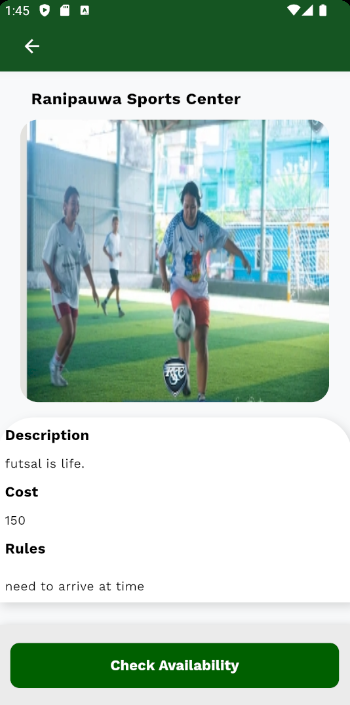 1:45
Ranipauwa Sports Center
Description
futsal is life.
Cost
150
Rules
need to arrive at time
Check Availability